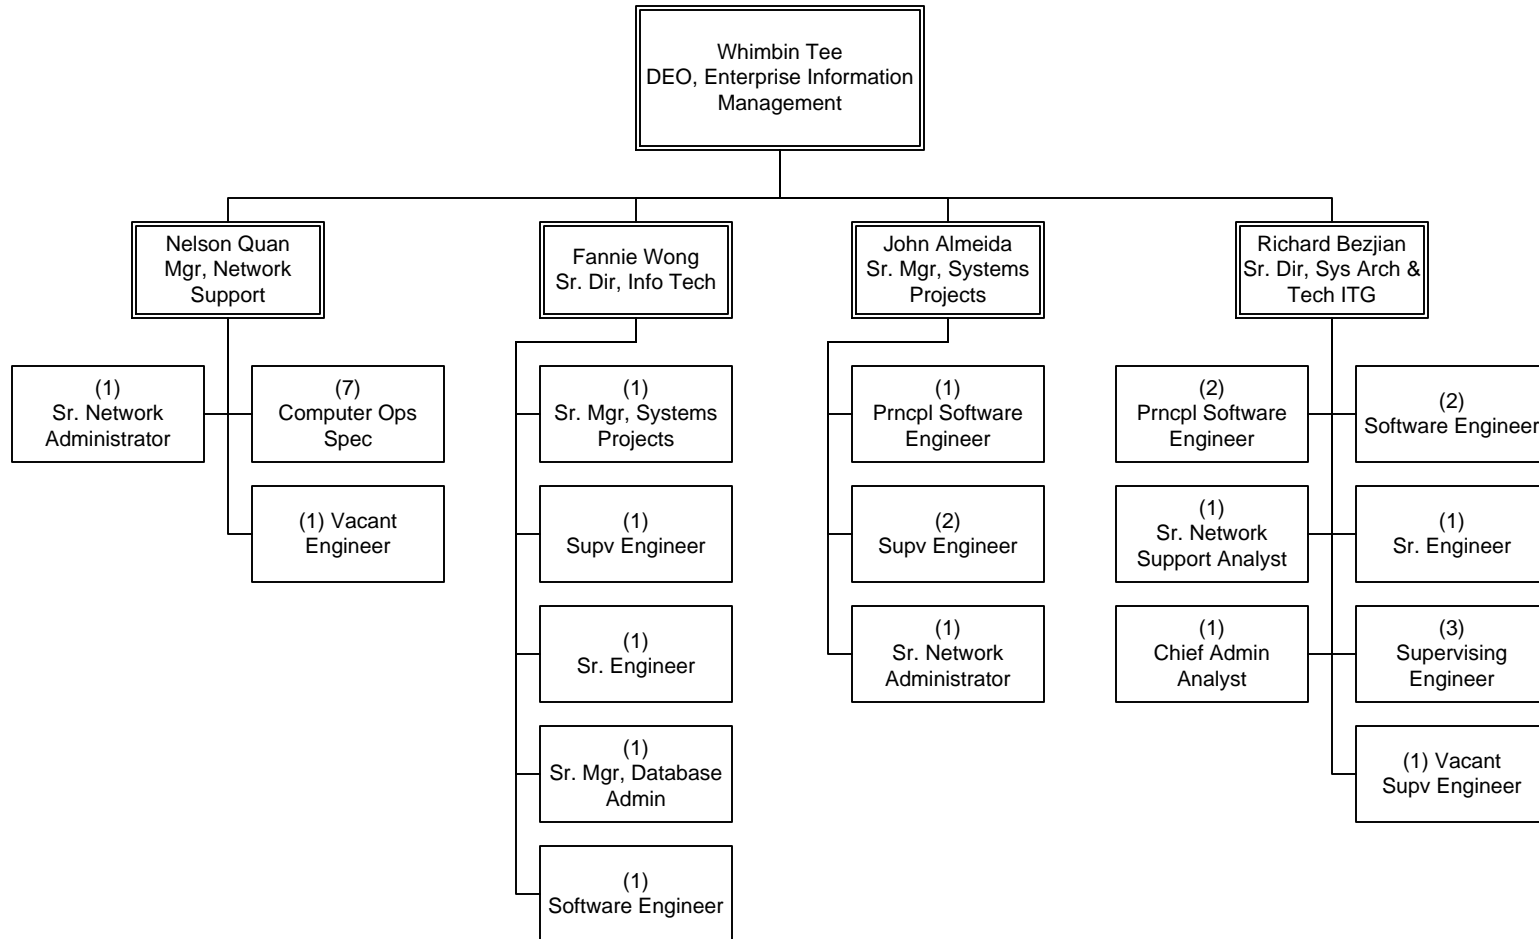 Whimbin Tee
DEO, Enterprise Information
Management
Nelson Quan
Mgr, Network
Support
Fannie Wong
Sr. Dir, Info Tech
John Almeida
Sr. Mgr, Systems
Projects
Richard Bezjian
Sr. Dir, Sys Arch &
Tech ITG
(1)
Sr. Network
Administrator
(7)
Computer Ops
Spec
(1) Vacant
Engineer
(1)
Sr. Mgr, Systems
Projects
(1)
Supv Engineer
(1)
Sr. Engineer
(1)
Sr. Mgr, Database
Admin
(1)
Software Engineer
(1)
Prncpl Software
Engineer
(2)
Supv Engineer
(1)
Sr. Network
Administrator
(2)
Prncpl Software
Engineer
(1)
Sr. Network
Support Analyst
(1)
Chief Admin
Analyst
(2)
Software Engineer
(1)
Sr. Engineer
(3)
Supervising
Engineer
(1) Vacant
Supv Engineer